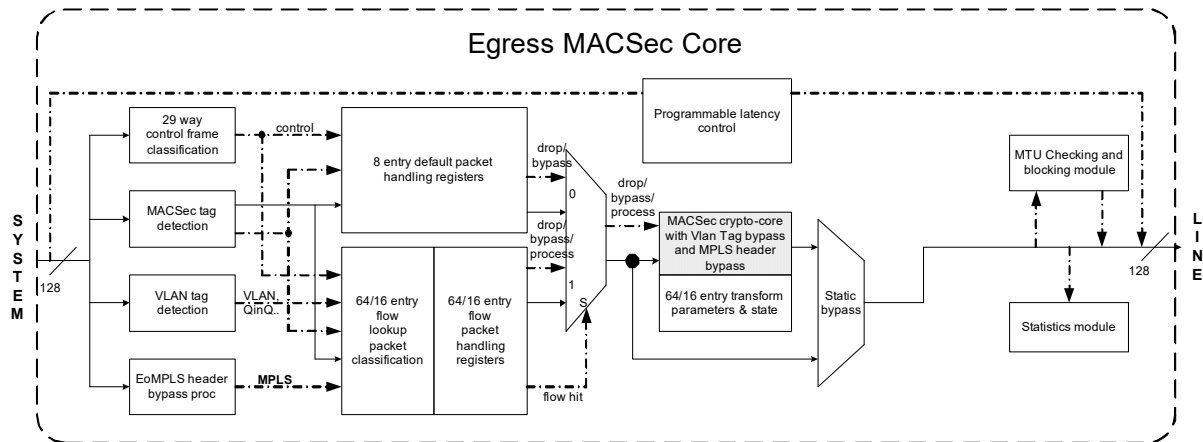 Egress MACSec Core
29 way
control frame
classification
control
MACSec tag
detection
VLAN tag
detection
VLAN,
QinQ..
EoMPLS header
bypass proc
MPLS
SYSTEM
128
8 entry default packet
handling registers
64/16 entry
flow
lookup
packet
classification
64/16 entry
flow
packet
handling
registers
drop/
bypass
0
drop/
bypass/
process
1
S
flow hit
drop/
bypass/
process
Programmable latency
control
MACSec crypto-core
with Vlan Tag bypass
and MPLS header
bypass
64/16 entry transform
parameters & state
Static
bypass
MTU Checking and
blocking module
Statistics module
128
LINE